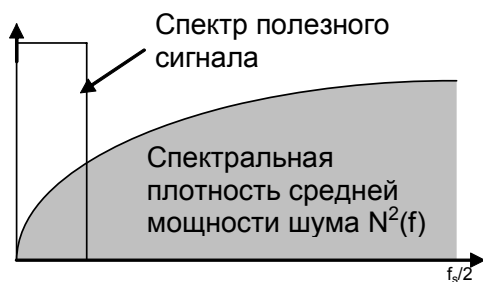 Спектр полезного
сигнала
Спектральная
плотность средней
мощности шума N²(f)
fₛ/2